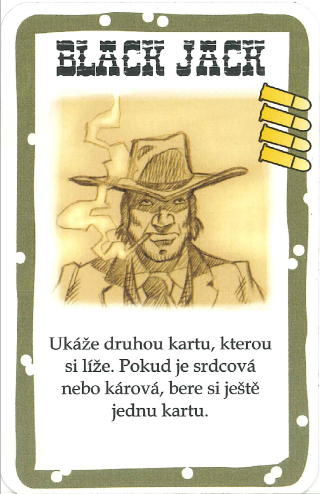 BLACK JACK
Ukáže druhou kartu, kterou
si líže. Pokud je srdcová
nebo kárová, bere si ještě
jednu kartu.